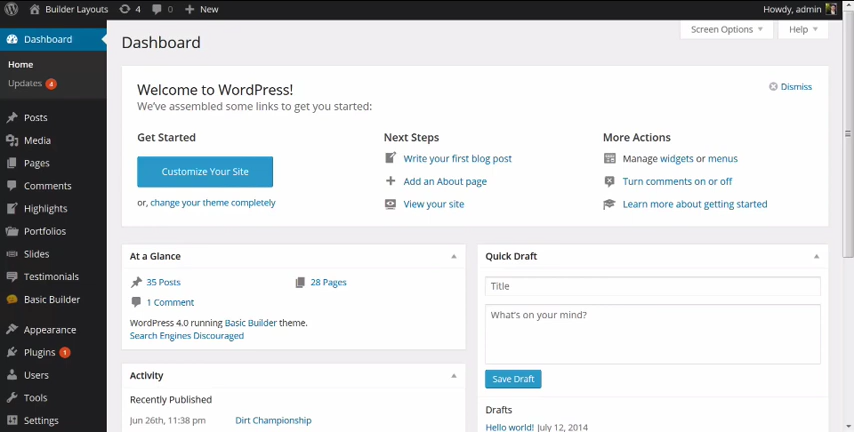 Builder Layouts 4 0 New Howdy, admin
Dashboard
Home
Updates 4
Posts
Media
Pages
Comments
Highlights
Portfolios
Slides
Testimonials
Basic Builder
Appearance
Plugins 1
Users
Tools
Settings
Screen Options Help
Dashboard
Welcome to WordPress!
Dismiss
We've assembled some links to get you started:
Get Started
Customize Your Site
or, change your theme completely
Next Steps
Write your first blog post
Add an About page
View your site
More Actions
Manage widgets or menus
Turn comments on or off
Learn more about getting started
At a Glance
35 Posts 28 Pages
1 Comment
WordPress 4.0 running Basic Builder theme.
Search Engines Discouraged
Activity
Recently Published
Jun 26th, 11:38 pm Dirt Championship
Quick Draft
Title
What's on your mind?
Save Draft
Drafts
Hello world! July 12, 2014